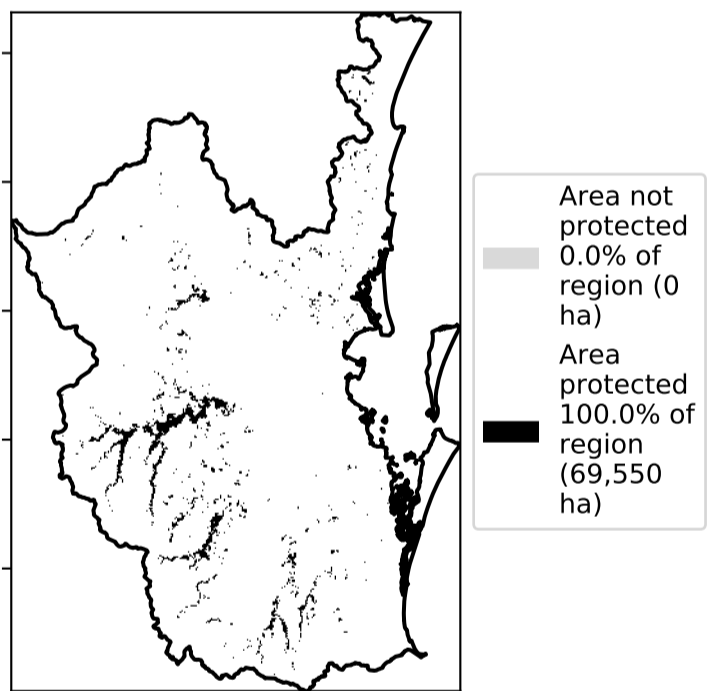 Area not
protected
0.0% of
region (0
ha)
Area
protected
100.0% of
region
(69,550
ha)